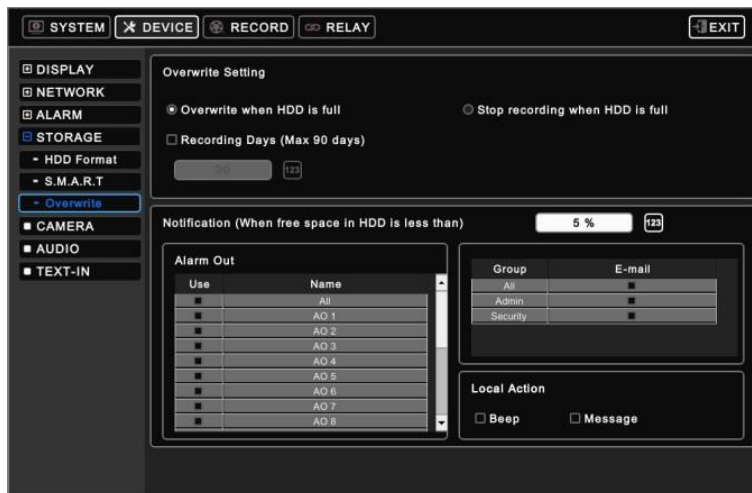 SYSTEM DEVICE RECORD RELAY EXIT
DISPLAY
NETWORK
ALARM
STORAGE
- HDD Format
- S.M.A.R.T
- Overwrite
CAMERA
AUDIO
TEXT-IN
Overwrite Setting
Overwrite when HDD is full Stop recording when HDD is full
Recording Days (Max 90 days)
90 123
Notification (When free space in HDD is less than) 5 % 123
Alarm Out
Use Name
All
AO 1
AO 2
AO 3
AO 4
AO 5
AO 6
AO 7
AO 8
Group E-mail
All
Admin
Security
Local Action
Beep Message